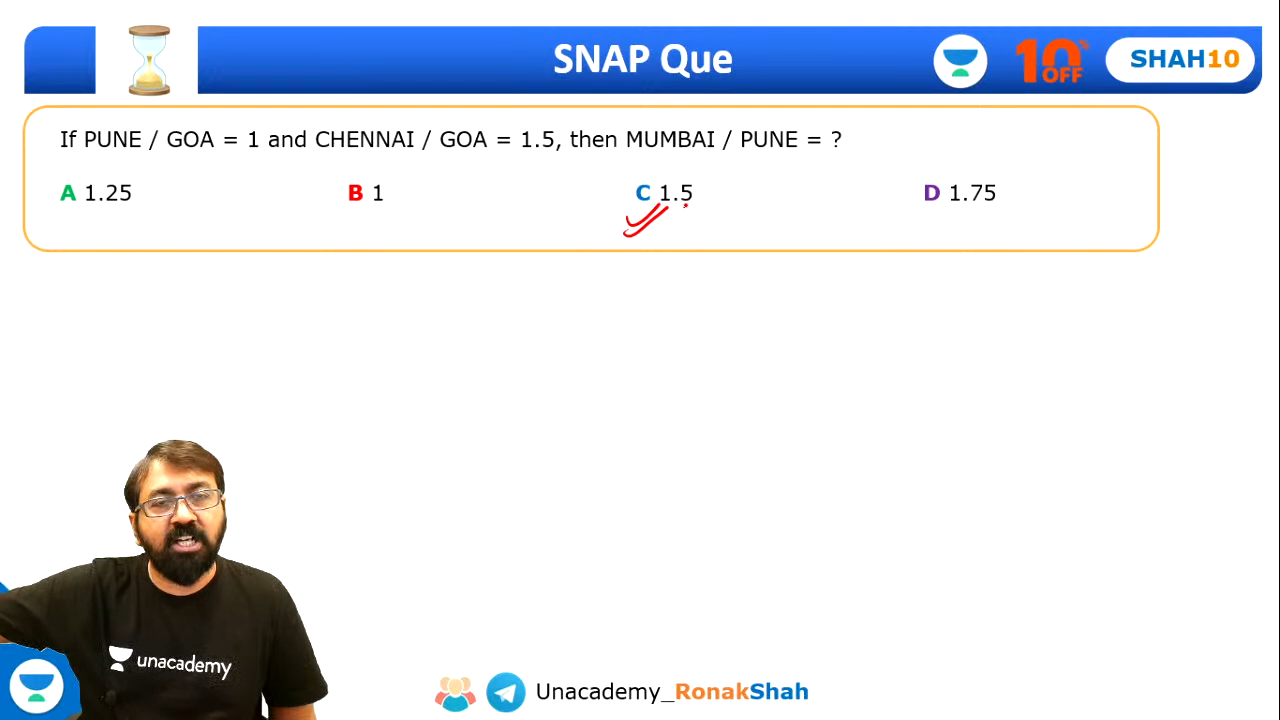 SNAP Que
10% OFF
SHAH10
If PUNE / GOA = 1 and CHENNAI / GOA = 1.5, then MUMBAI / PUNE = ?
A 1.25 B 1 C 1.5 D 1.75
unacademy
Unacademy_RonakShah